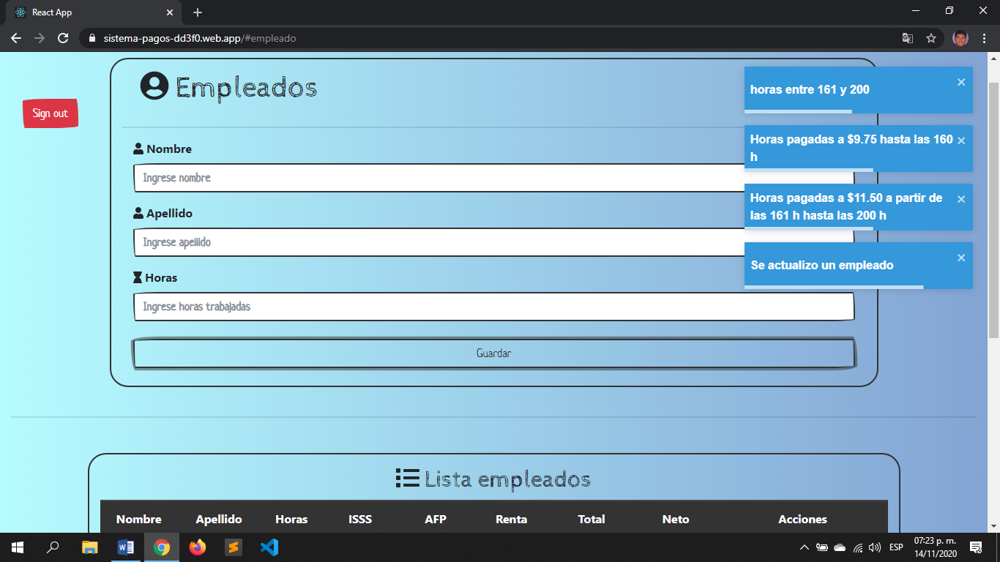 React App
sistema-pagos-dd3f0.web.app/#empleado
Empleados
Sign out
Nombre
Ingrese nombre
Apellido
Ingrese apellido
Horas
Ingrese horas trabajadas
Guardar
horas entre 161 y 200
Horas pagadas a $9.75 hasta las 160
h
Horas pagadas a $11.50 a partir de
las 161 h hasta las 200 h
Se actualizo un empleado
Lista empleados
Nombre Apellido Horas ISSS AFP Renta Total Neto Acciones
ESP
07:23 p. m.
14/11/2020